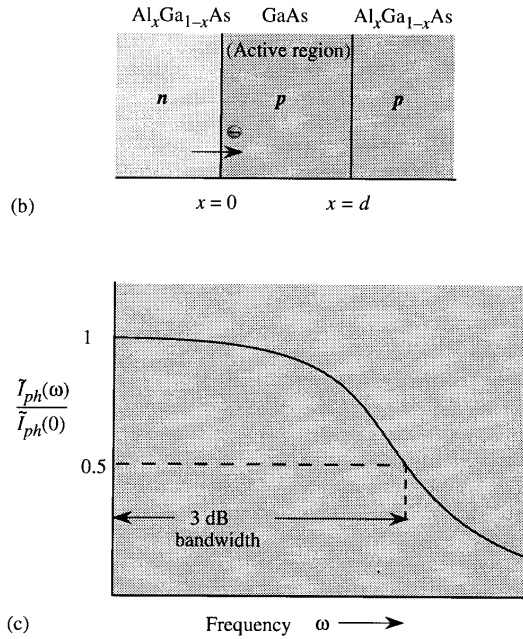 AlₓGa₁₋ₓAs GaAs AlₓGa₁₋ₓAs
(Active region)
n p p
⊖
(b)
x = 0 x = d
1
Ĩph(ω)
Ĩph(0)
0.5
3 dB
bandwidth
(c)
Frequency ω